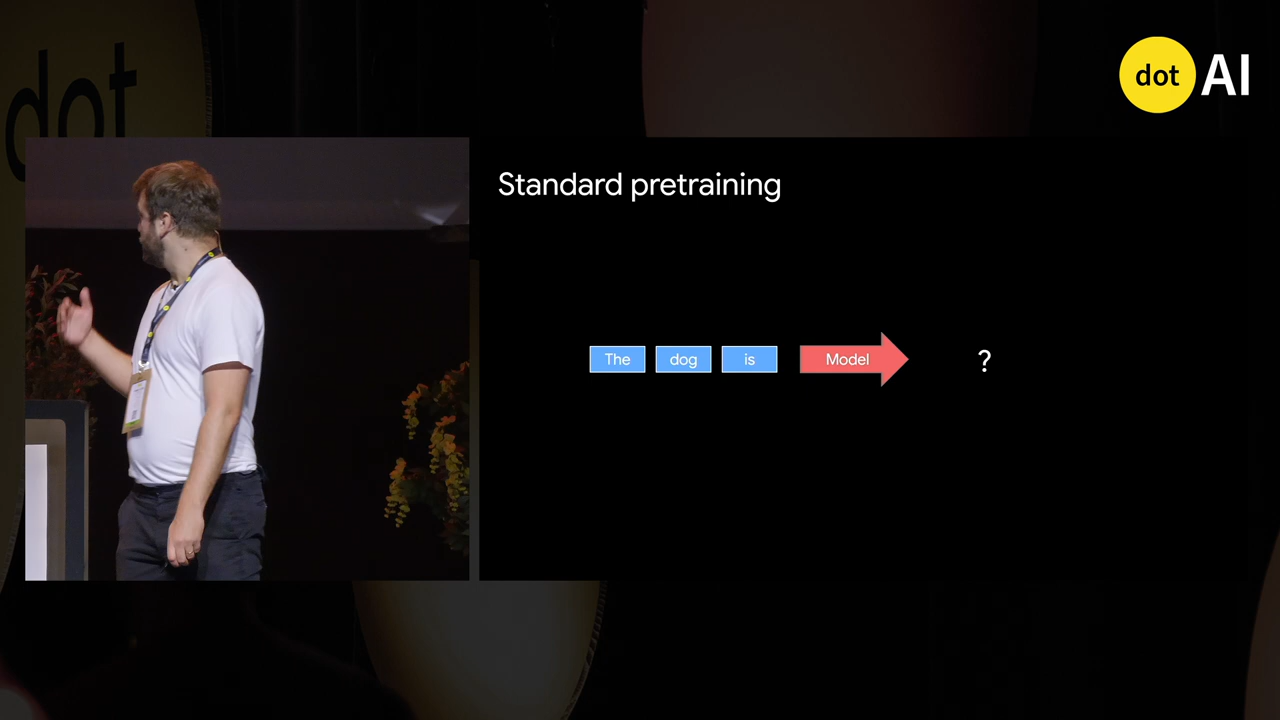 dot
dot AI
Standard pretraining
The dog is Model ?